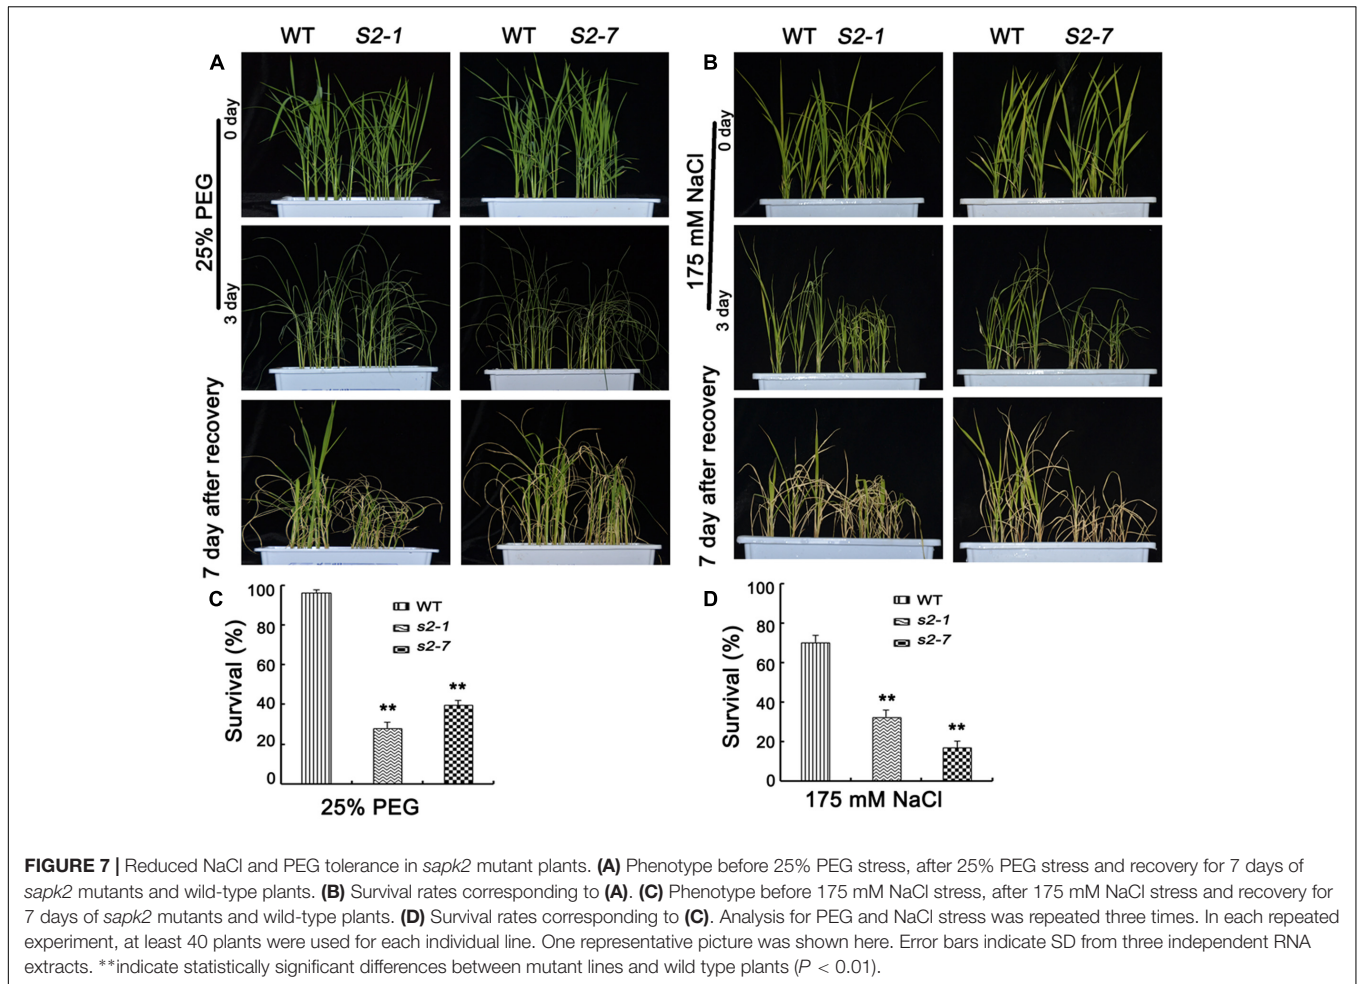 WT S2-1 WT S2-7
A
0 day
25% PEG
3 day
7 day after recovery
WT S2-1 WT S2-7
B
0 day
175 mM NaCl
3 day
7 day after recovery
C
Survival (%)
100
80
60
40
20
0
WT
s2-1
s2-7
**
**
25% PEG
D
Survival (%)
100
80
60
40
20
0
WT
s2-1
s2-7
**
**
175 mM NaCl
FIGURE 7 | Reduced NaCl and PEG tolerance in sapk2 mutant plants. (A) Phenotype before 25% PEG stress, after 25% PEG stress and recovery for 7 days of
sapk2 mutants and wild-type plants. (B) Survival rates corresponding to (A). (C) Phenotype before 175 mM NaCl stress, after 175 mM NaCl stress and recovery for
7 days of sapk2 mutants and wild-type plants. (D) Survival rates corresponding to (C). Analysis for PEG and NaCl stress was repeated three times. In each repeated
experiment, at least 40 plants were used for each individual line. One representative picture was shown here. Error bars indicate SD from three independent RNA
extracts. **indicate statistically significant differences between mutant lines and wild type plants (P < 0.01).